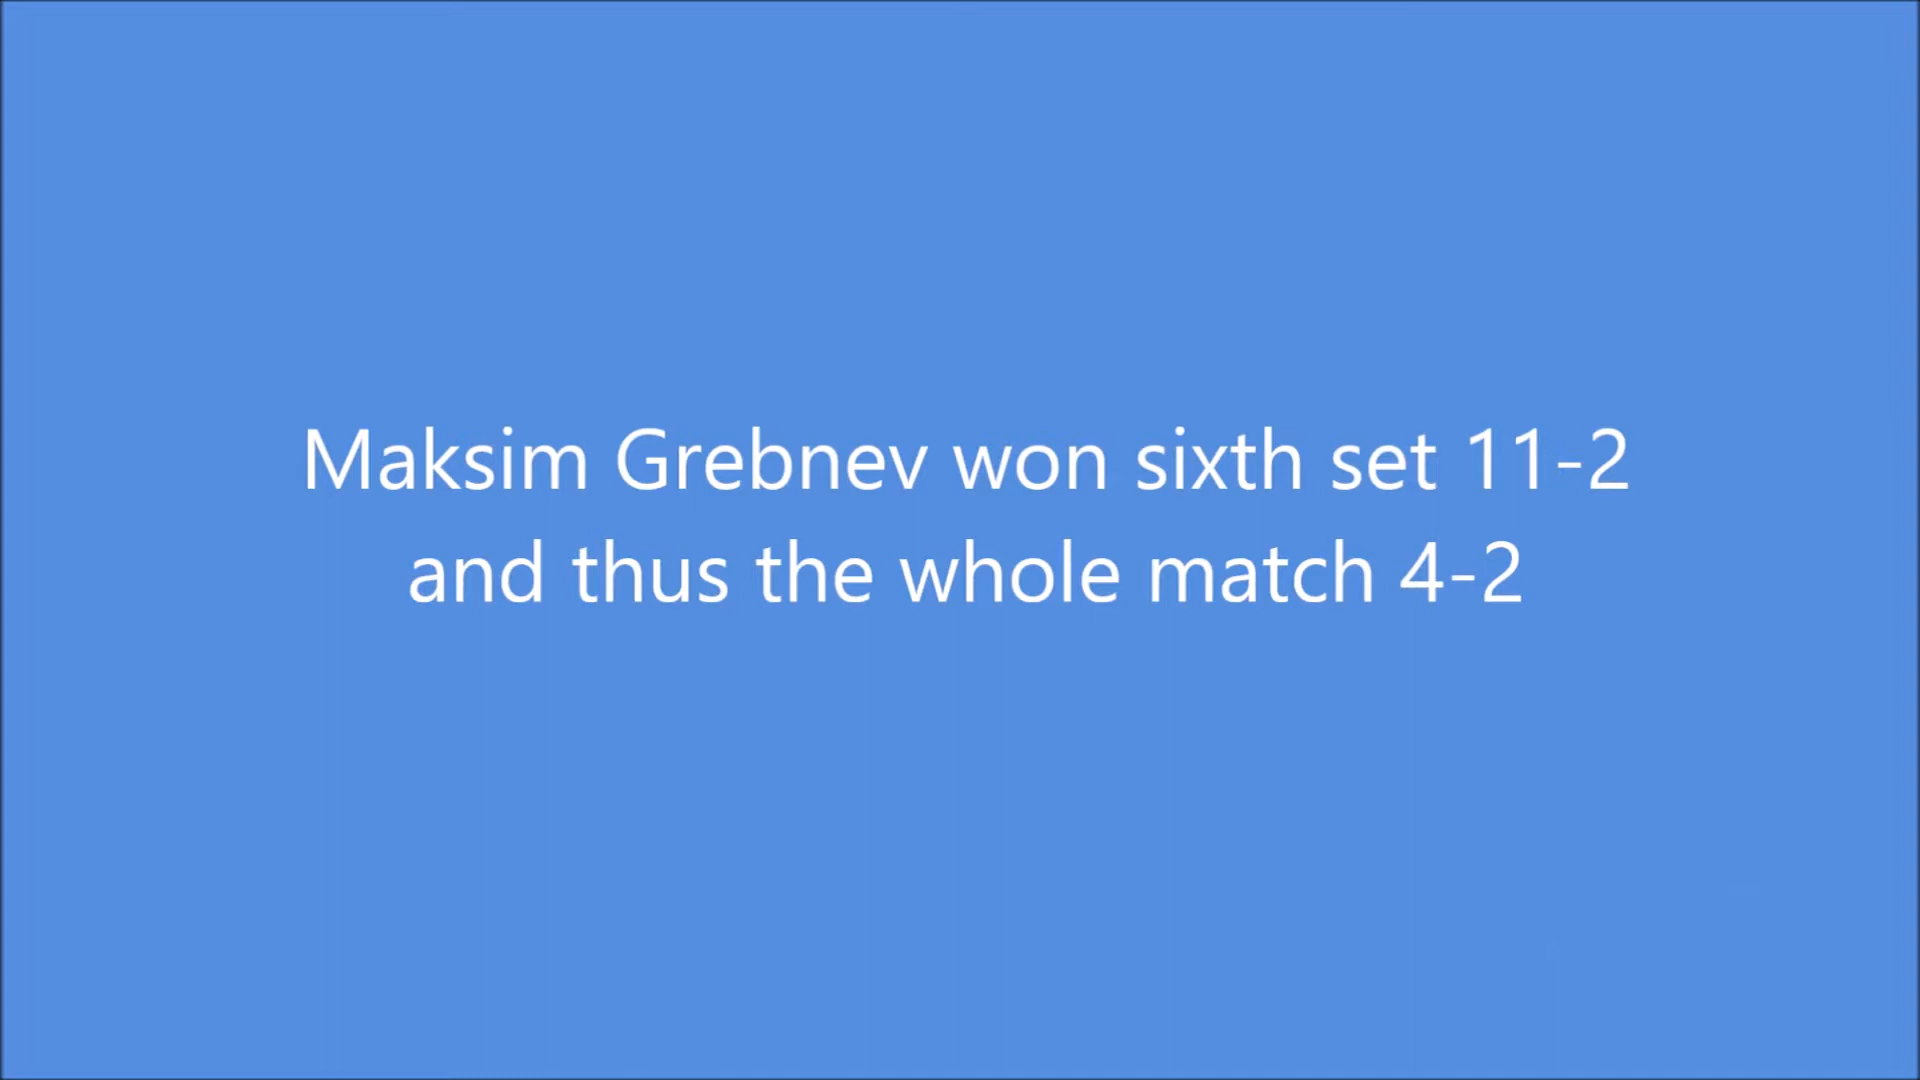 Maksim Grebnev won sixth set 11-2
and thus the whole match 4-2